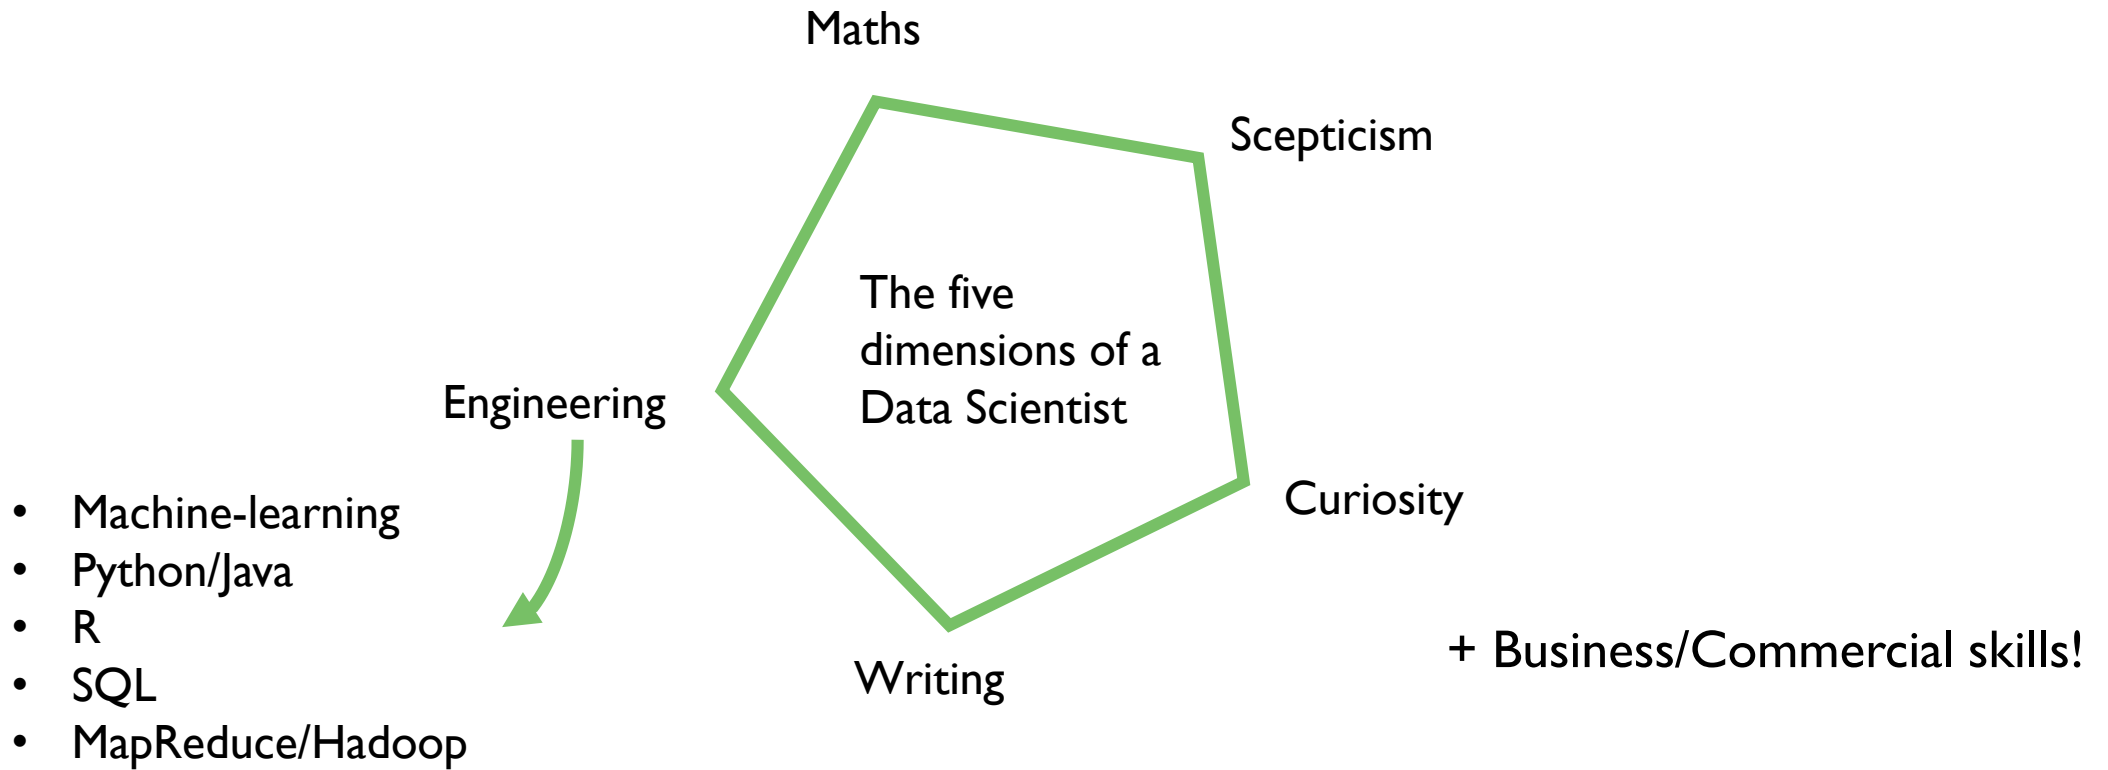 Maths
Scepticism
The five
dimensions of a
Data Scientist
Engineering
Curiosity
Writing
• Machine-learning
• Python/Java
• R
• SQL
• MapReduce/Hadoop
+ Business/Commercial skills!